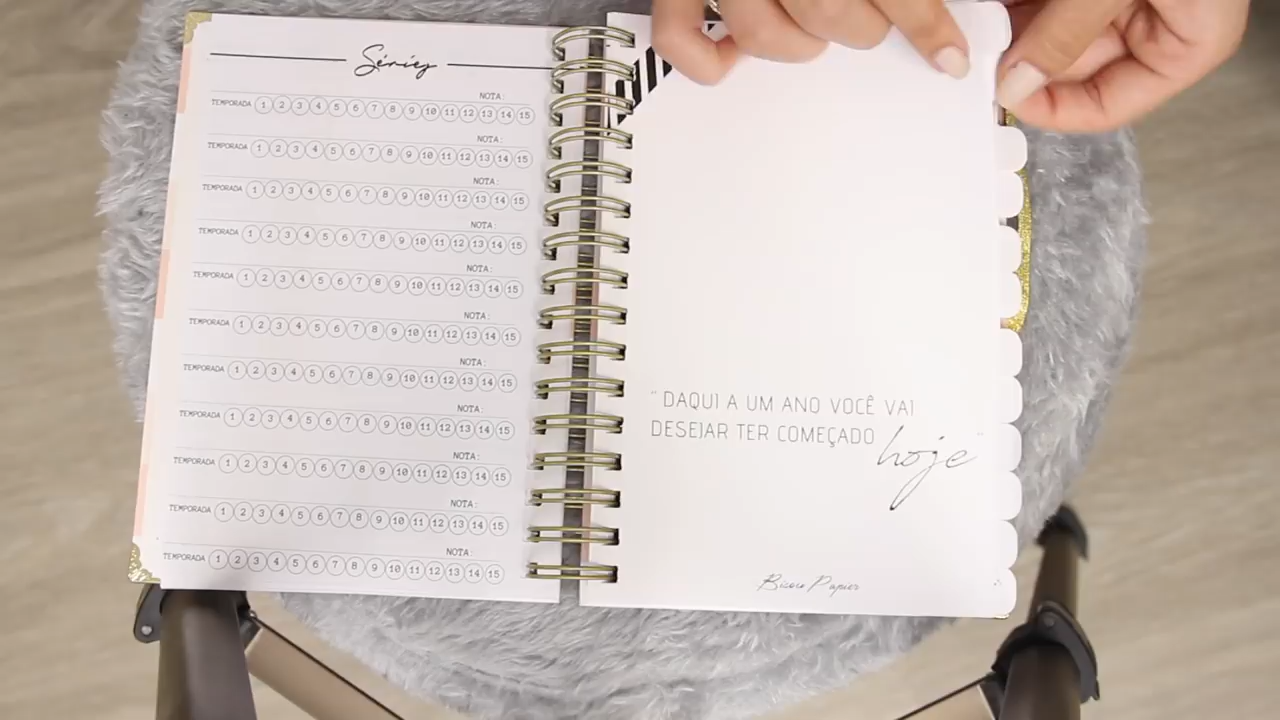 Séries
NOTA:
TEMPORADA 1 2 3 4 5 6 7 8 9 10 11 12 13 14 15
NOTA:
TEMPORADA 1 2 3 4 5 6 7 8 9 10 11 12 13 14 15
NOTA:
TEMPORADA 1 2 3 4 5 6 7 8 9 10 11 12 13 14 15
NOTA:
TEMPORADA 1 2 3 4 5 6 7 8 9 10 11 12 13 14 15
NOTA:
TEMPORADA 1 2 3 4 5 6 7 8 9 10 11 12 13 14 15
NOTA:
TEMPORADA 1 2 3 4 5 6 7 8 9 10 11 12 13 14 15
NOTA:
TEMPORADA 1 2 3 4 5 6 7 8 9 10 11 12 13 14 15
NOTA:
TEMPORADA 1 2 3 4 5 6 7 8 9 10 11 12 13 14 15
NOTA:
TEMPORADA 1 2 3 4 5 6 7 8 9 10 11 12 13 14 15
NOTA:
TEMPORADA 1 2 3 4 5 6 7 8 9 10 11 12 13 14 15
NOTA:
TEMPORADA 1 2 3 4 5 6 7 8 9 10 11 12 13 14 15
"DAQUI A UM ANO VOCÊ VAI
DESEJAR TER COMEÇADO hoje"
Papier